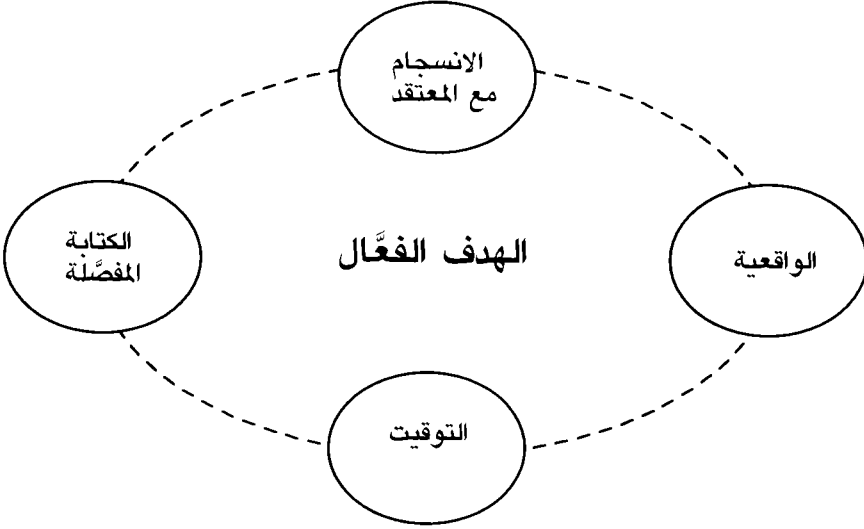 الانسجام
مع المعتقد
الواقعية
الهدف الفعَّال
الكتابة
المفصَّلة
التوقيت